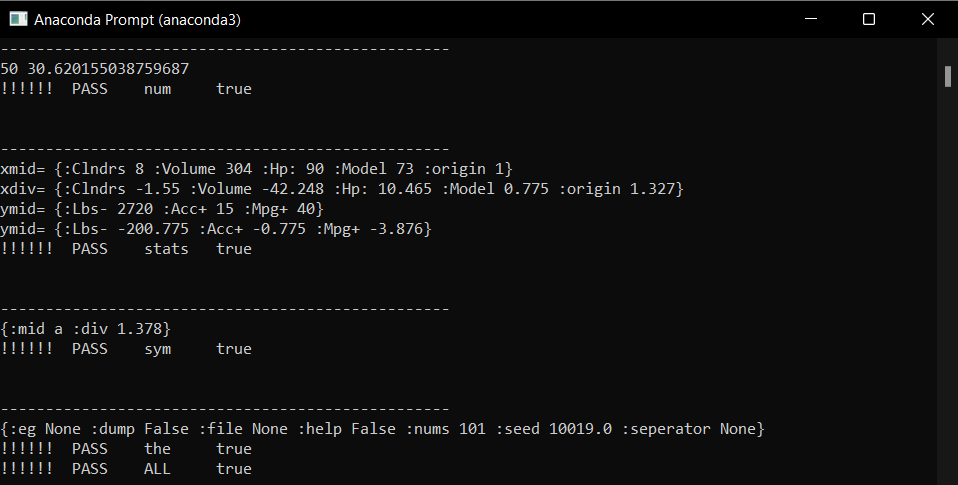 Anaconda Prompt (anaconda3)
--------------------------------------------------
50 30.620155038759687
!!!!!!  PASS    num     true
--------------------------------------------------
xmid= {:Clndrs 8 :Volume 304 :Hp: 90 :Model 73 :origin 1}
xdiv= {:Clndrs -1.55 :Volume -42.248 :Hp: 10.465 :Model 0.775 :origin 1.327}
ymid= {:Lbs- 2720 :Acc+ 15 :Mpg+ 40}
ymid= {:Lbs- -200.775 :Acc+ -0.775 :Mpg+ -3.876}
!!!!!!  PASS    stats   true
--------------------------------------------------
{:mid a :div 1.378}
!!!!!!  PASS    sym     true
--------------------------------------------------
{:eg None :dump False :file None :help False :nums 101 :seed 10019.0 :seperator None}
!!!!!!  PASS    the     true
!!!!!!  PASS    ALL     true